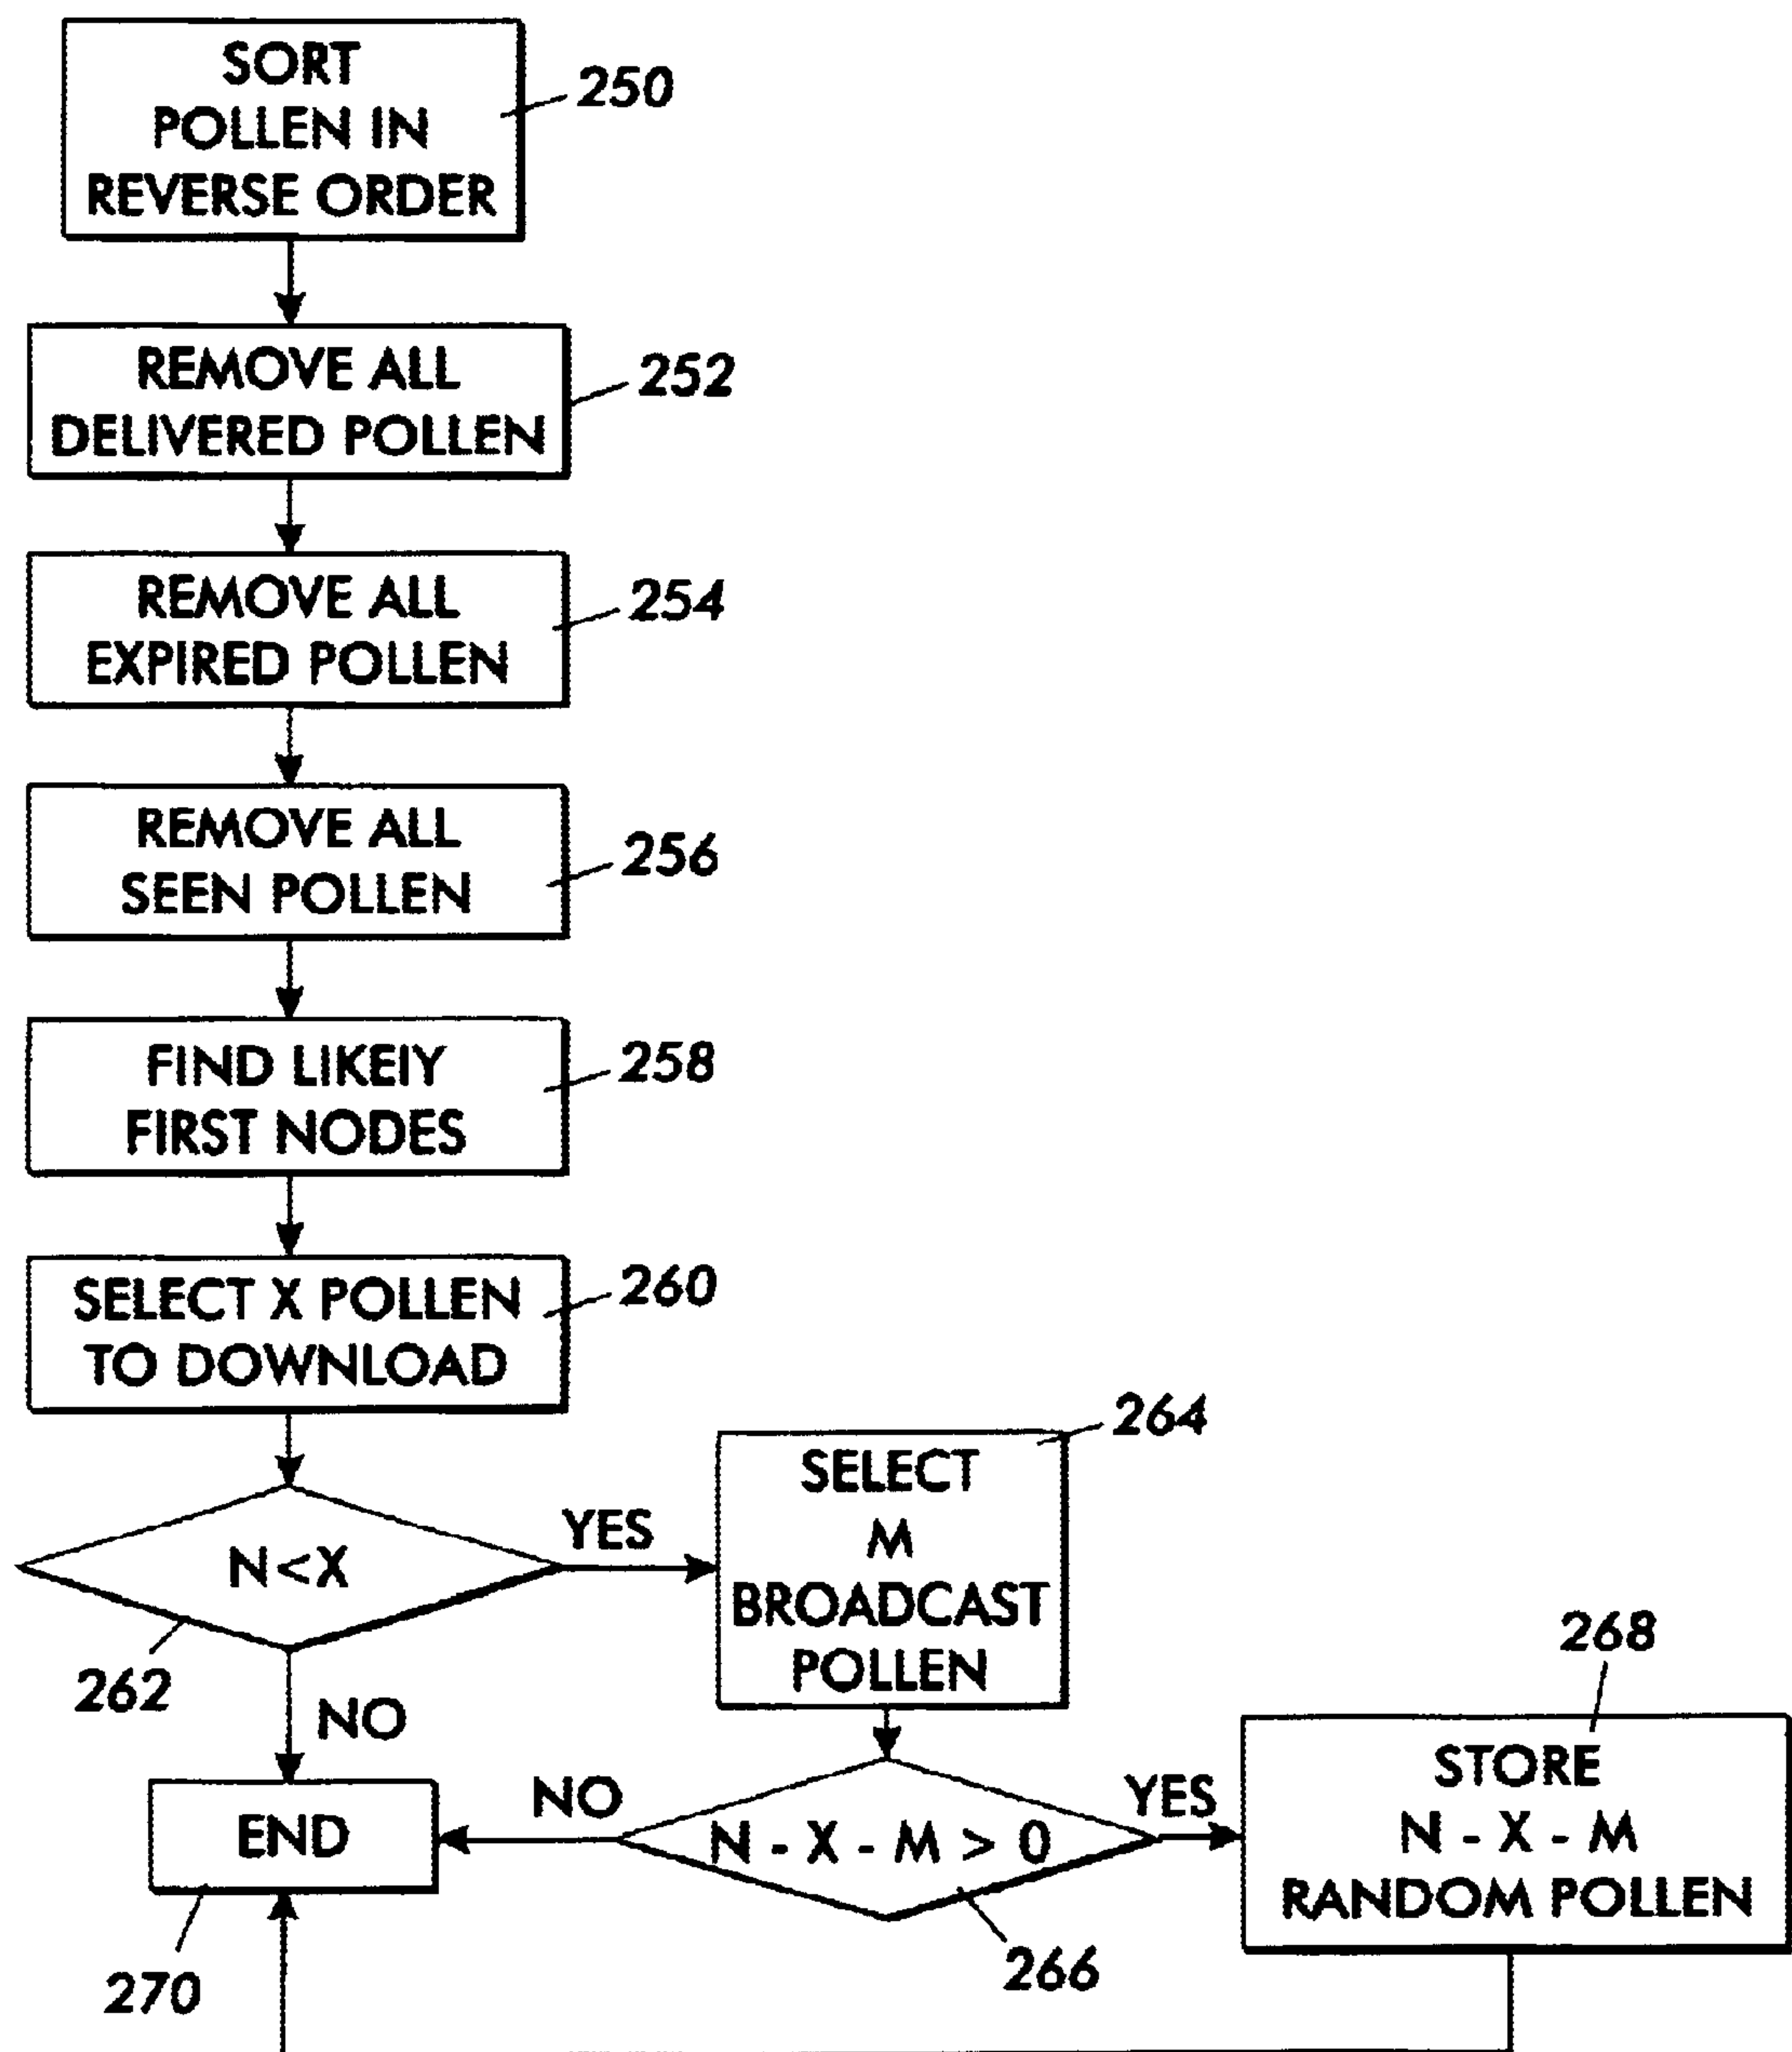 SORT
POLLEN IN
REVERSE ORDER
250
REMOVE ALL
DELIVERED POLLEN
252
REMOVE ALL
EXPIRED POLLEN
254
REMOVE ALL
SEEN POLLEN
256
FIND LIKEIY
FIRST NODES
258
SELECT X POLLEN
TO DOWNLOAD
260
N<X
262
YES
NO
SELECT
M
BROADCAST
POLLEN
264
N - X - M > 0
266
NO
YES
STORE
N - X - M
RANDOM POLLEN
268
END
270